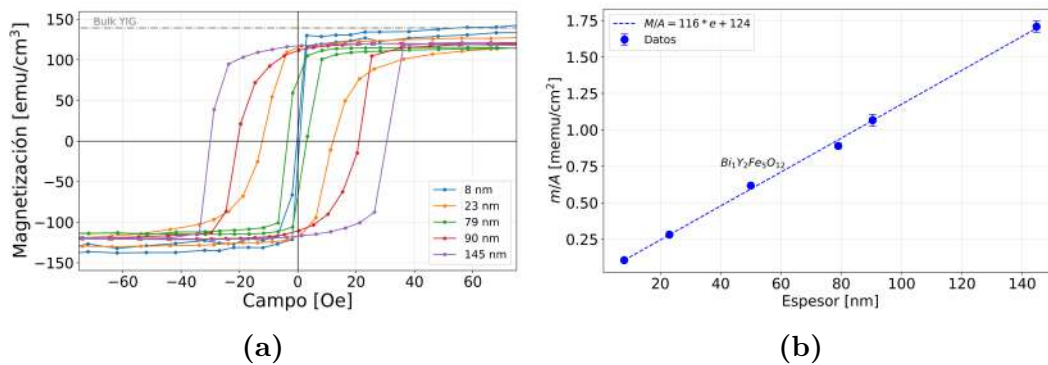 Bulk YIG
Magnetización [emu/cm³]
150
100
50
0
−50
−100
−150
−60
−40
−20
0
20
40
60
Campo [Oe]
8 nm
23 nm
79 nm
90 nm
145 nm
(a)
M/A = 116 * e + 124
Datos
m/A [memu/cm²]
1.75
1.50
1.25
1.00
0.75
0.50
0.25
Bi₁Y₂Fe₅O₁₂
20
40
60
80
100
120
140
Espesor [nm]
(b)